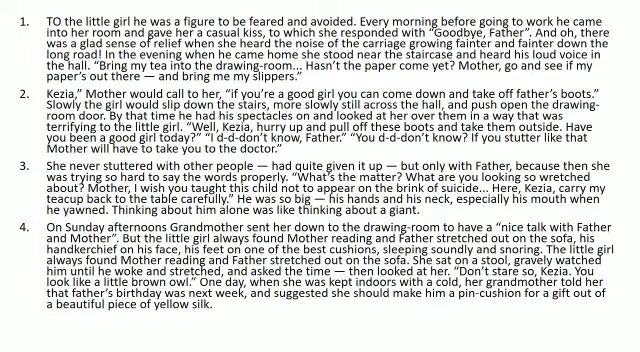 1. TO the little girl he was a figure to be feared and avoided. Every morning before going to work he came
into her room and gave her a casual kiss, to which she responded with “Goodbye, Father”. And oh, there
was a glad sense of relief when she heard the noise of the carriage growing fainter and fainter down the
long road! In the evening when he came home she stood near the staircase and heard his loud voice in
the hall. “Bring my tea into the drawing-room... Hasn’t the paper come yet? Mother, go and see if my
paper’s out there — and bring me my slippers.”
2. Kezia,” Mother would call to her, “if you’re a good girl you can come down and take off father’s boots.”
Slowly the girl would slip down the stairs, more slowly still across the hall, and push open the drawing-
room door. By that time he had his spectacles on and looked at her over them in a way that was
terrifying to the little girl. “Well, Kezia, hurry up and pull off these boots and take them outside. Have
you been a good girl today?” “I d-d-don’t know, Father.” “You d-d-don’t know? If you stutter like that
Mother will have to take you to the doctor.”
3. She never stuttered with other people — had quite given it up — but only with Father, because then she
was trying so hard to say the words properly. “What’s the matter? What are you looking so wretched
about? Mother, I wish you taught this child not to appear on the brink of suicide... Here, Kezia, carry my
teacup back to the table carefully.” He was so big — his hands and his neck, especially his mouth when
he yawned. Thinking about him alone was like thinking about a giant.
4. On Sunday afternoons Grandmother sent her down to the drawing-room to have a “nice talk with Father
and Mother”. But the little girl always found Mother reading and Father stretched out on the sofa, his
handkerchief on his face, his feet on one of the best cushions, sleeping soundly and snoring. The little girl
always found Mother reading and Father stretched out on the sofa. She sat on a stool, gravely watched
him until he woke and stretched, and asked the time — then looked at her. “Don’t stare so, Kezia. You
look like a little brown owl.” One day, when she was kept indoors with a cold, her grandmother told her
that father’s birthday was next week, and suggested she should make him a pin-cushion for a gift out of
a beautiful piece of yellow silk.